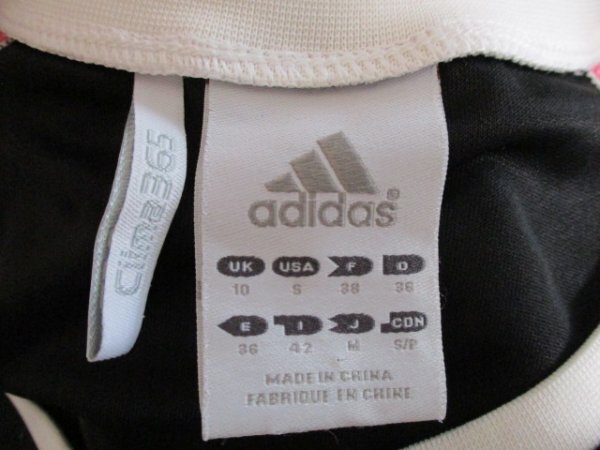 clima365
adidas®
UK USA F D
10 S 38 36
E I J CDN
36 42 M S/P
MADE IN CHINA
FABRIQUE EN CHINE